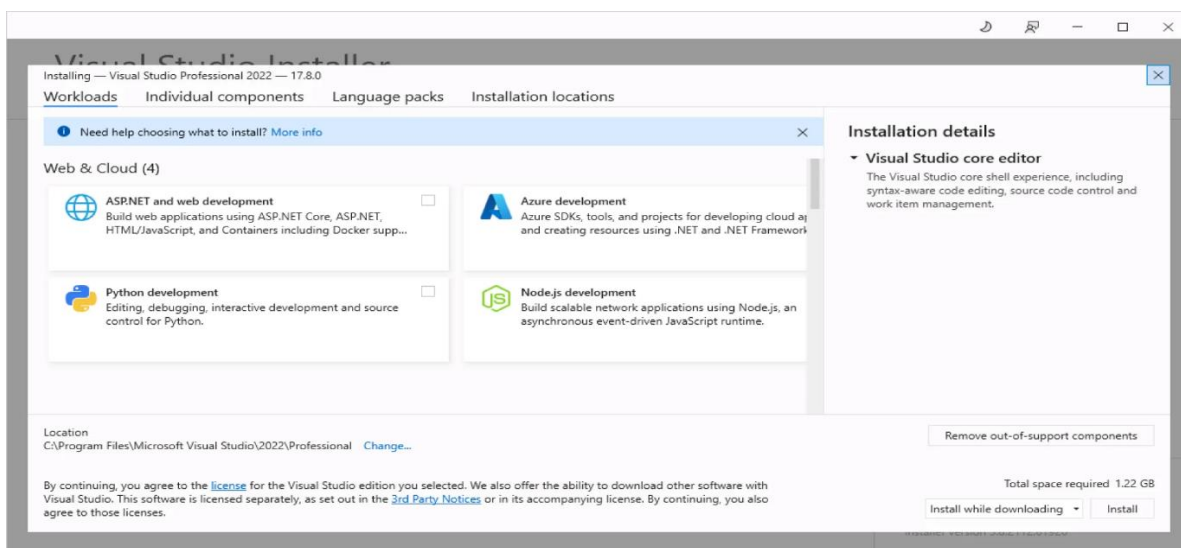 Visual Studio Installer
Installing — Visual Studio Professional 2022 — 17.8.0
Workloads Individual components Language packs Installation locations
Need help choosing what to install? More info
Web & Cloud (4)
ASP.NET and web development
Build web applications using ASP.NET Core, ASP.NET,
HTML/JavaScript, and Containers including Docker supp...
Azure development
Azure SDKs, tools, and projects for developing cloud ap
and creating resources using .NET and .NET Framework
Python development
Editing, debugging, interactive development and source
control for Python.
JS
Node.js development
Build scalable network applications using Node.js, an
asynchronous event-driven JavaScript runtime.
Installation details
Visual Studio core editor
The Visual Studio core shell experience, including
syntax-aware code editing, source code control and
work item management.
Location
C:\Program Files\Microsoft Visual Studio\2022\Professional Change...
Remove out-of-support components
By continuing, you agree to the license for the Visual Studio edition you selected. We also offer the ability to download other software with
Visual Studio. This software is licensed separately, as set out in the 3rd Party Notices or in its accompanying license. By continuing, you also
agree to those licenses.
Total space required 1.22 GB
Install while downloading Install